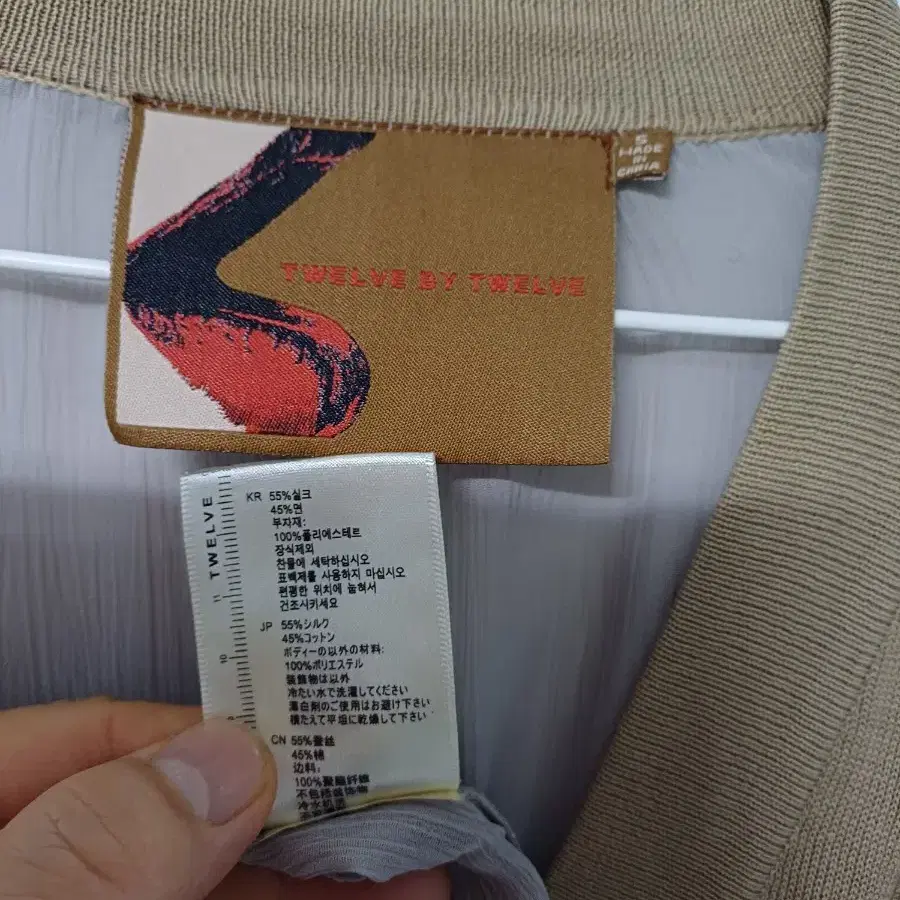 TWELVE BY TWELVE
S
MADE
IN
CHINA
TWELVE
11
10
KR 55%실크
45%면
부자재:
100%폴리에스테르
장식제외
찬물에 세탁하십시오
표백제를 사용하지 마십시오
편평한 위치에 눕혀서
건조시키세요
JP 55%シルク
45%コットン
ボディーの以外の材料:
100%ポリエステル
装飾物は以外
冷たい水で洗濯してください
漂白剤のご使用はお避け下さい
横たえて平坦に乾燥して下さい
CN 55%蚕丝
45%棉
边料:
100%聚酯纤维
不包括装饰物
冷水机洗